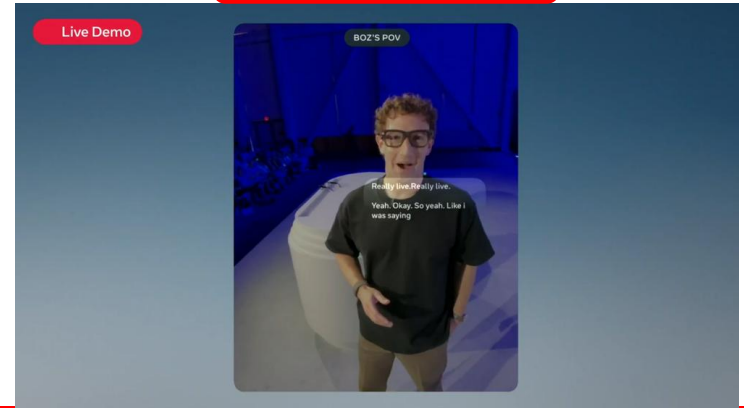 Live Demo
BOZ'S POV
Really live.Really live.
Yeah. Okay. So yeah. Like i
was saying